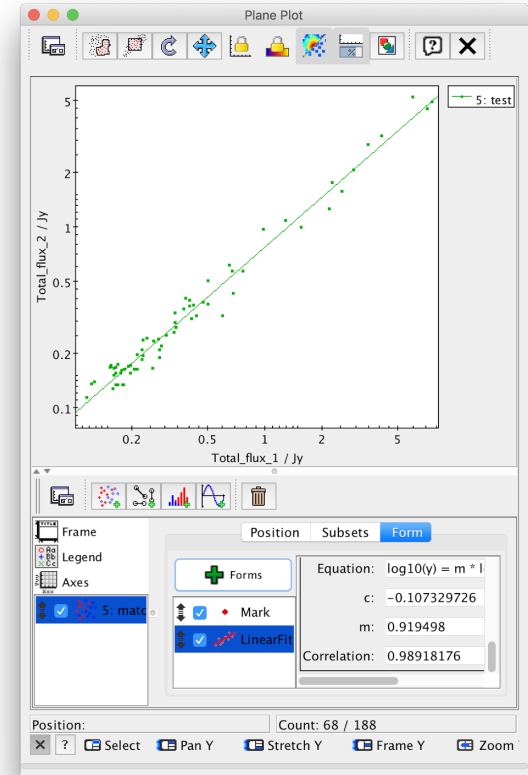 Plane Plot
5: test
5
2
1
0.5
0.2
0.1
Total_flux_2 / Jy
0.2 0.5 1 2 5
Total_flux_1 / Jy
TITLE
Frame
Legend
Axes
5: matc
Position Subsets Form
Forms
Mark
LinearFit
Equation: log10(y) = m * l
c: -0.107329726
m: 0.919498
Correlation: 0.98918176
Position:
Count: 68 / 188
Select Pan Y Stretch Y Frame Y Zoom